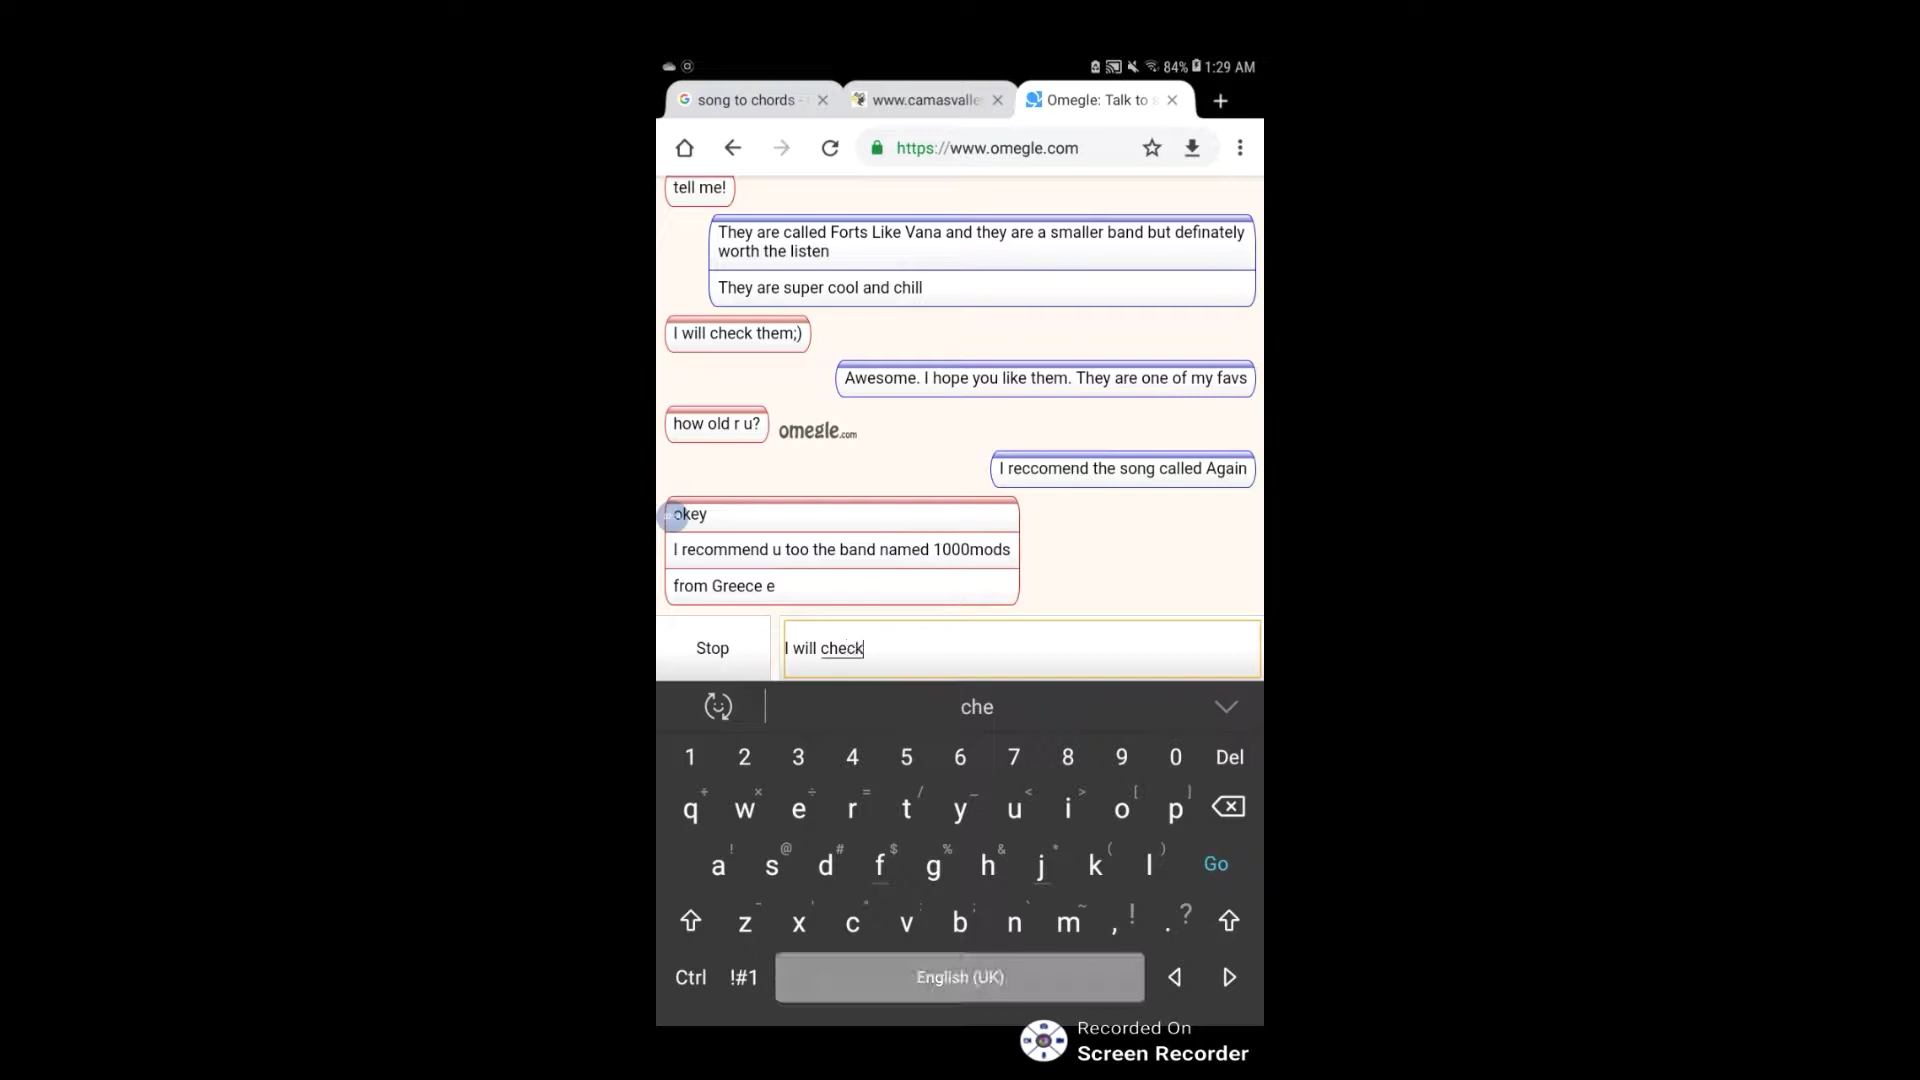 84% 1:29 AM
song to chords -
www.camasvalle
Omegle: Talk to s
https://www.omegle.com
tell me!
They are called Forts Like Vana and they are a smaller band but definately
worth the listen
They are super cool and chill
I will check them;)
Awesome. I hope you like them. They are one of my favs
how old r u?
omegle.com
I reccomend the song called Again
okey
I recommend u too the band named 1000mods
from Greece e
Stop
I will check
che
1 2 3 4 5 6 7 8 9 0 Del
q w e r t y u i o p
a s d f g h j k l Go
z x c v b n m , ! . ?
Ctrl !#1 English (UK)
Recorded On
Screen Recorder